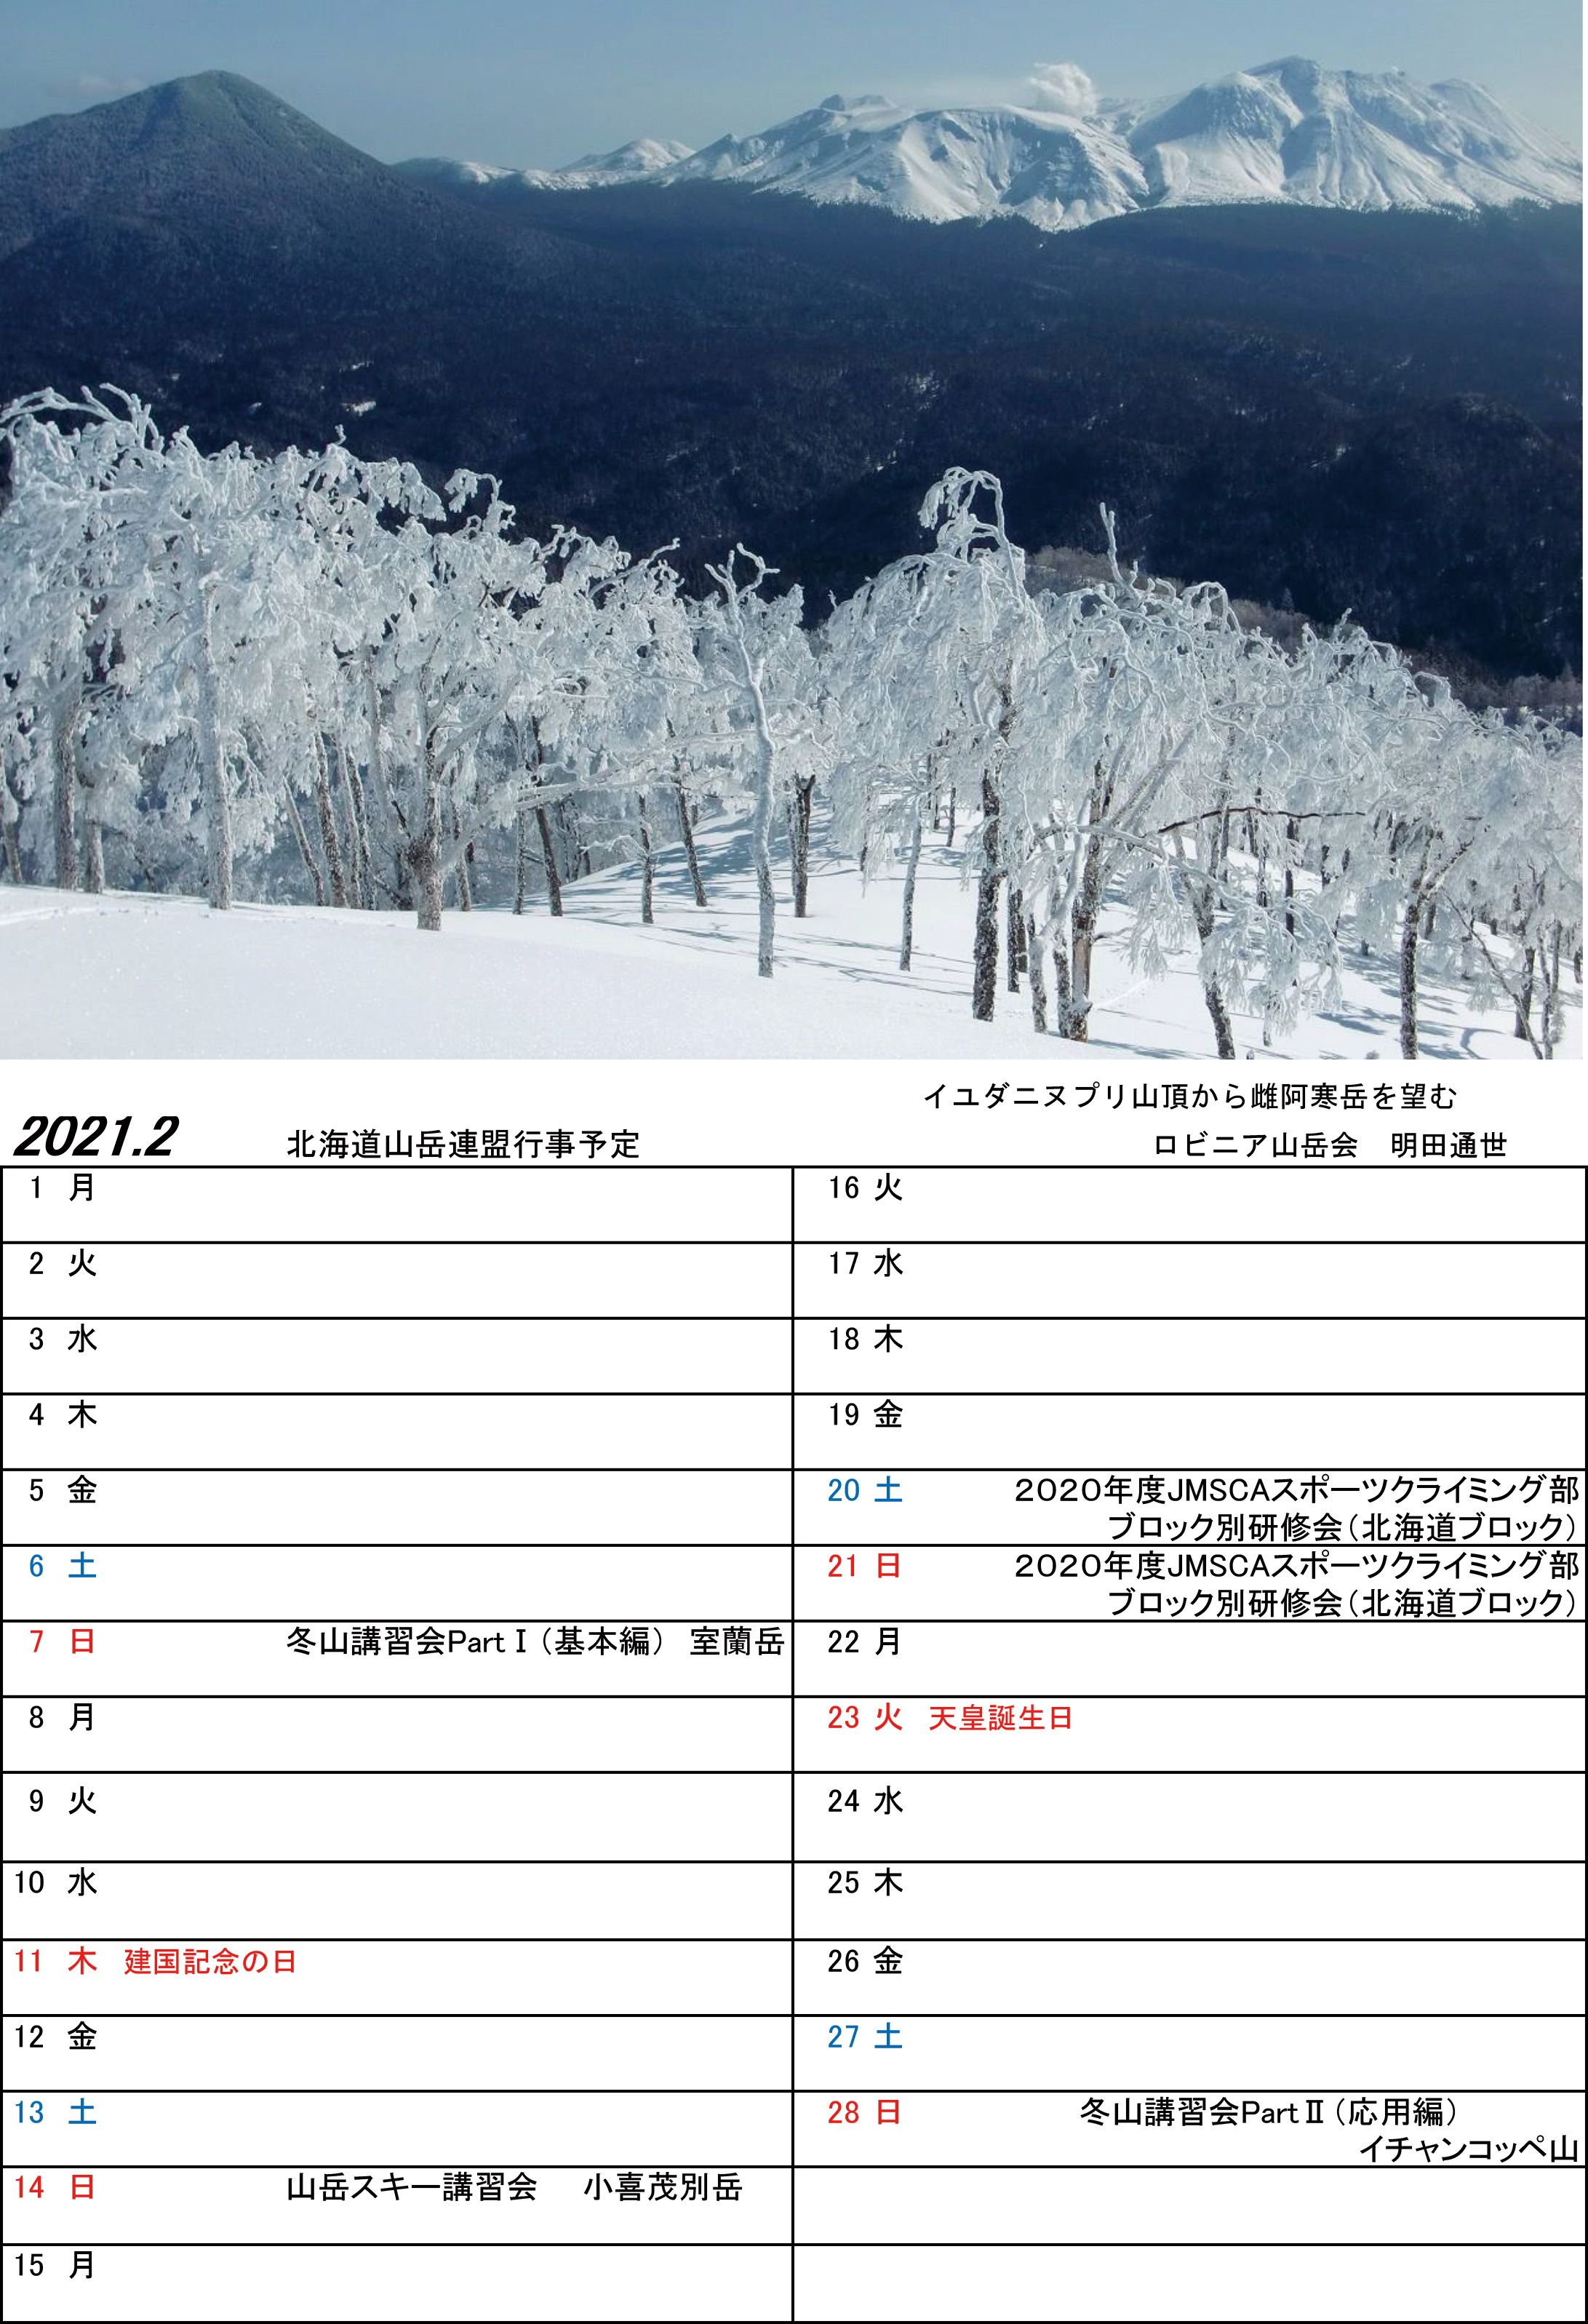 イユダニヌプリ山頂から雌阿寒岳を望む
2021.2 北海道山岳連盟行事予定 ロビニア山岳会 明田通世
1 月
2 火
3 水
4 木
5 金
6 土
7 日 冬山講習会PartⅠ(基本編) 室蘭岳
8 月
9 火
10 水
11 木 建国記念の日
12 金
13 土
14 日 山岳スキー講習会 小喜茂別岳
15 月
16 火
17 水
18 木
19 金
20 土 2020年度JMSCAスポーツクライミング部
ブロック別研修会(北海道ブロック)
21 日 2020年度JMSCAスポーツクライミング部
ブロック別研修会(北海道ブロック)
22 月
23 火 天皇誕生日
24 水
25 木
26 金
27 土
28 日 冬山講習会PartⅡ(応用編)
イチャンコッペ山